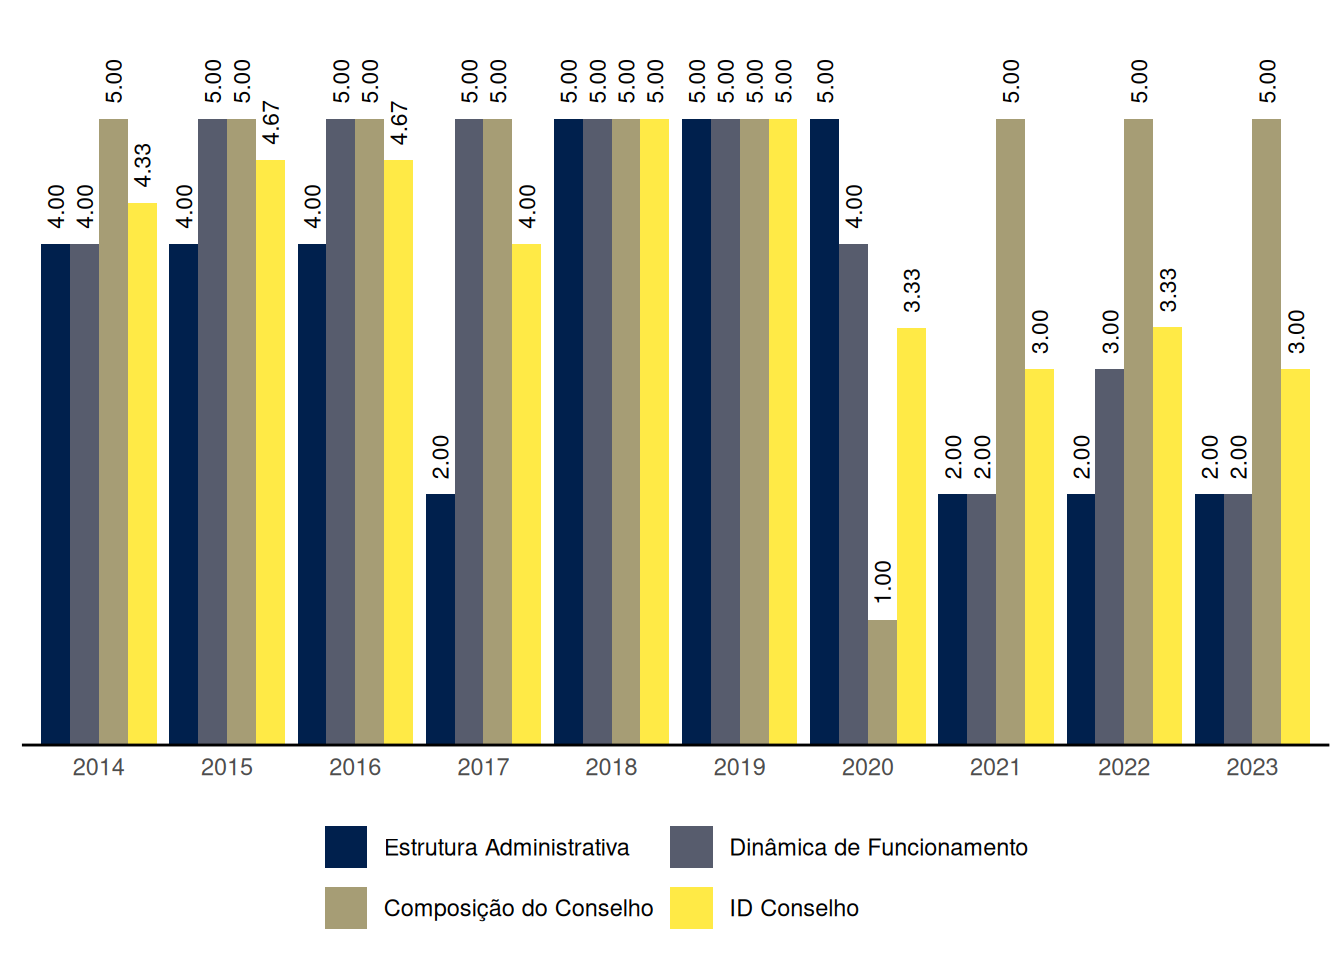 4.00 4.00 5.00 4.33 4.00 5.00 5.00 4.67 4.00 5.00 5.00 4.67 2.00 5.00 5.00 4.00 5.00 5.00 5.00 5.00 5.00 5.00 5.00 5.00 5.00 4.00 1.00 3.33 2.00 2.00 5.00 3.00 2.00 3.00 5.00 3.33 2.00 2.00 5.00 3.00
2014 2015 2016 2017 2018 2019 2020 2021 2022 2023
Estrutura Administrativa Dinâmica de Funcionamento
Composição do Conselho ID Conselho